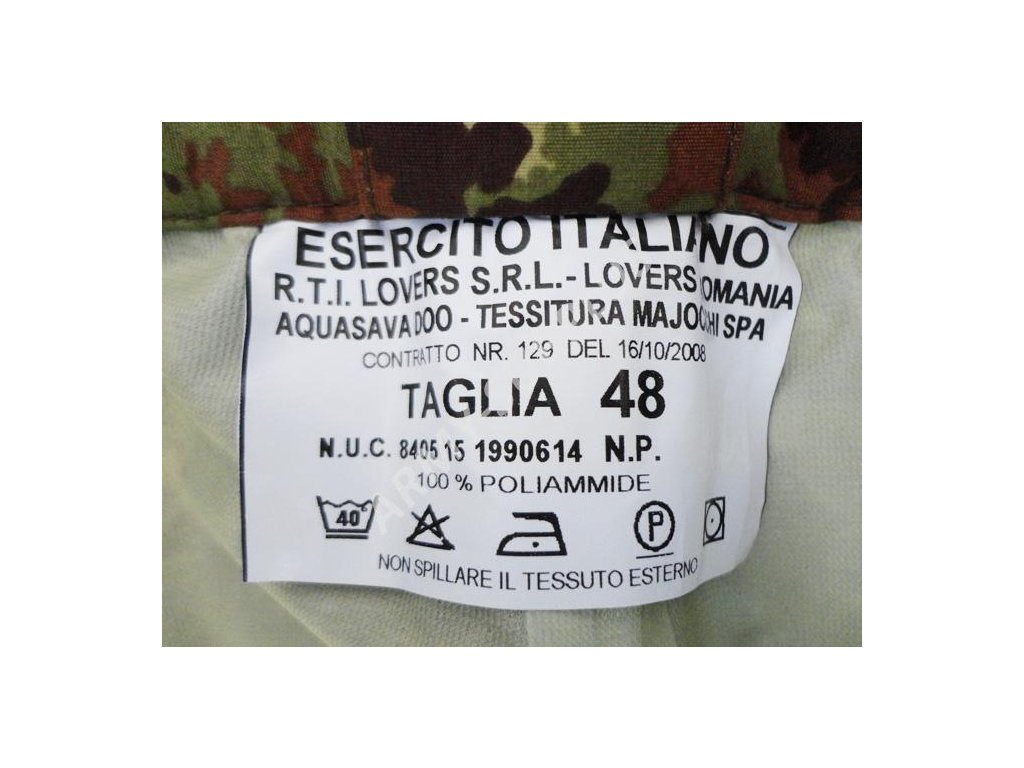 ESERCITO ITALIANO
R.T.I. LOVERS S.R.L.- LOVERS ROMANIA
AQUASAVA DOO - TESSITURA MAJOCCHI SPA
CONTRATTO NR. 129 DEL 16/10/2008
TAGLIA 48
N.U.C. 8405 15 1990614 N.P.
100 % POLIAMMIDE
40° P
NON SPILLARE IL TESSUTO ESTERNO